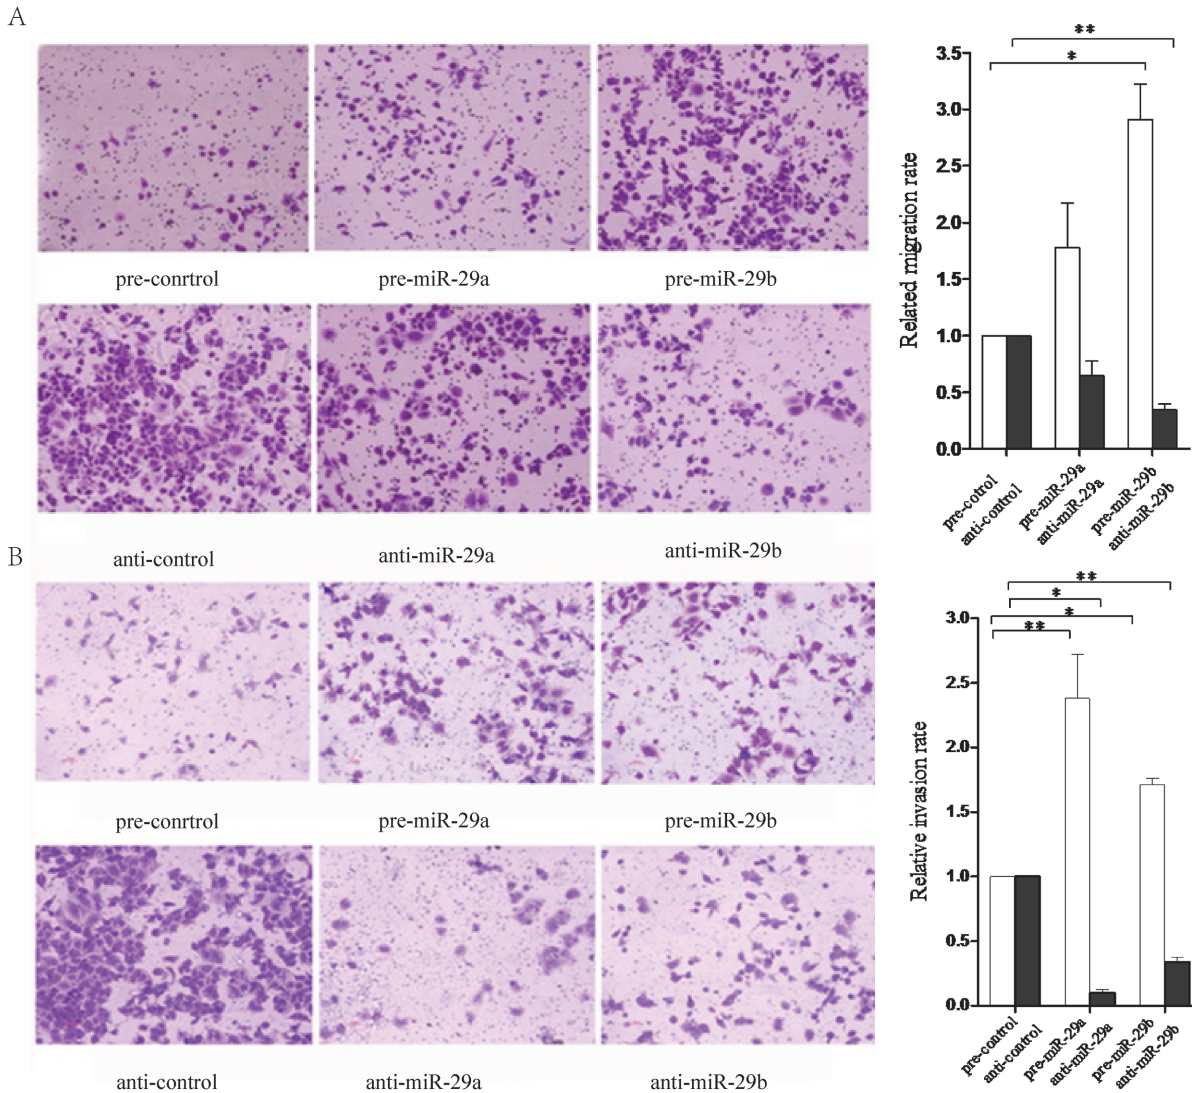 A
pre-conrtrol
pre-miR-29a
pre-miR-29b
anti-control
anti-miR-29a
anti-miR-29b
**
*
3.5
3.0
2.5
2.0
1.5
1.0
0.5
0.0
Related migration rate
pre-cotrol
anti-control
pre-miR-29a
anti-miR-29a
pre-miR-29b
anti-miR-29b
B
pre-conrtrol
pre-miR-29a
pre-miR-29b
anti-control
anti-miR-29a
anti-miR-29b
**
*
*
**
3.0
2.5
2.0
1.5
1.0
0.5
0.0
Relative invasion rate
pre-control
anti-control
pre-miR-29a
anti-miR-29a
pre-miR-29b
anti-miR-29b